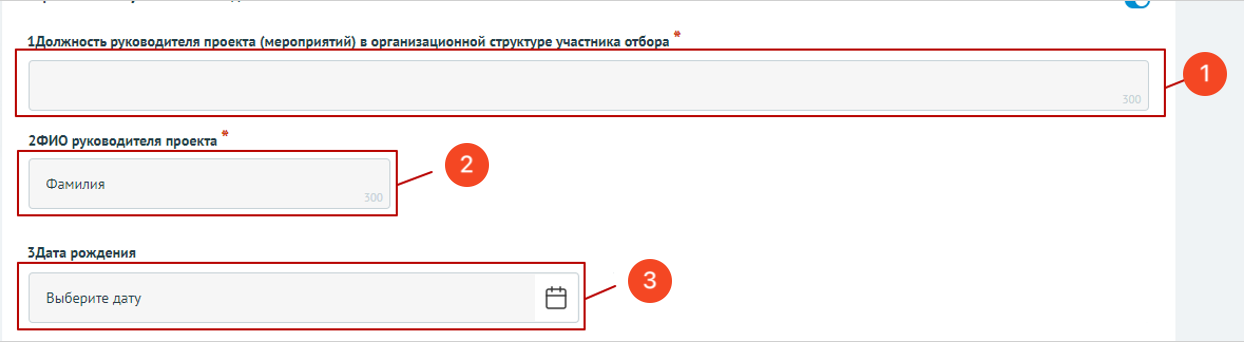 1Должность руководителя проекта (мероприятий) в организационной структуре участника отбора *
300
1
2ФИО руководителя проекта *
Фамилия
300
2
3Дата рождения
Выберите дату
3